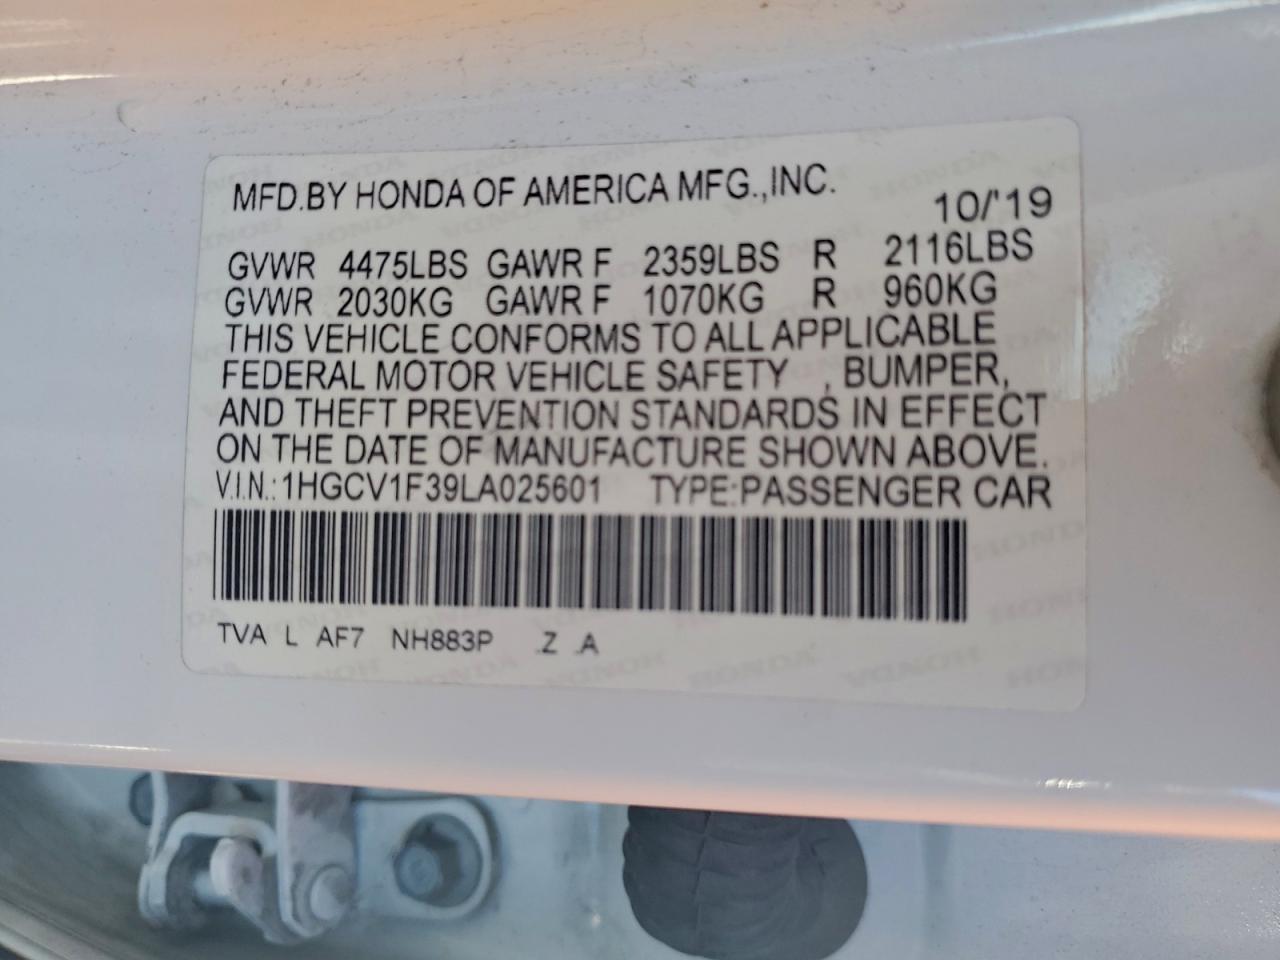 MFD.BY HONDA OF AMERICA MFG.,INC.
10/'19
GVWR 4475LBS GAWR F 2359LBS R 2116LBS
GVWR 2030KG GAWR F 1070KG R 960KG
THIS VEHICLE CONFORMS TO ALL APPLICABLE
FEDERAL MOTOR VEHICLE SAFETY , BUMPER,
AND THEFT PREVENTION STANDARDS IN EFFECT
ON THE DATE OF MANUFACTURE SHOWN ABOVE.
V.I.N.:1HGCV1F39LA025601 TYPE:PASSENGER CAR
TVA L AF7 NH883P .Z .A